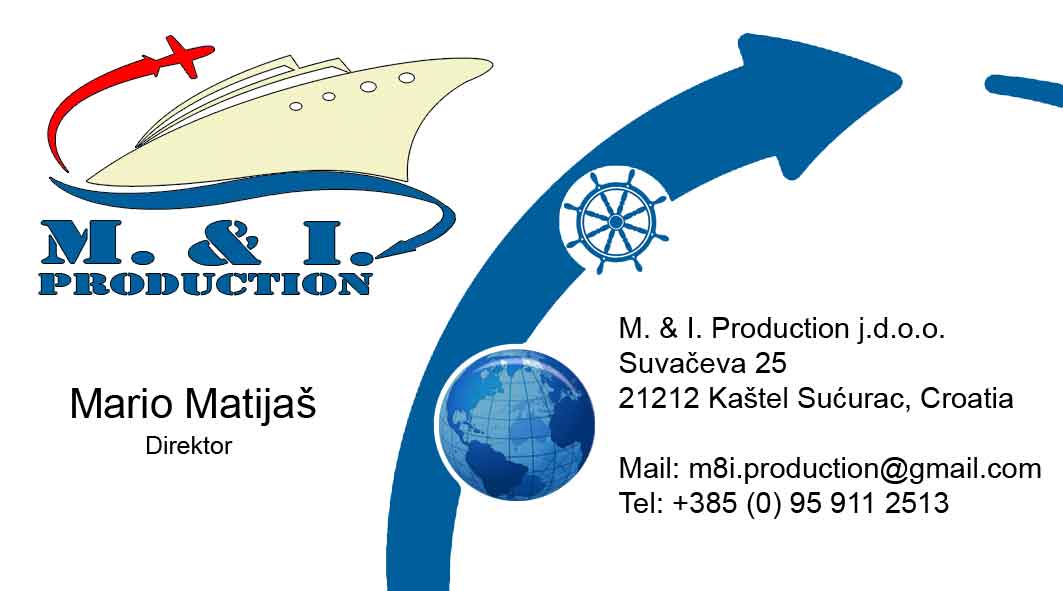 M. & I.
PRODUCTION
Mario Matijaš
Direktor
M. & I. Production j.d.o.o.
Suvačeva 25
21212 Kaštel Sućurac, Croatia
Mail: m8i.production@gmail.com
Tel: +385 (0) 95 911 2513